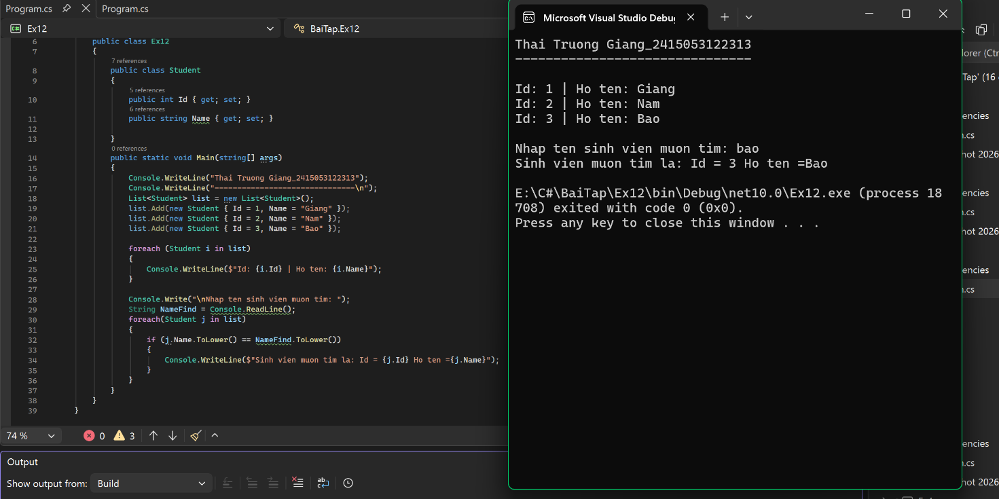 Program.cs
Program.cs
Ex12
BaiTap.Ex12
6 public class Ex12
7 {
7 references
8 public class Student
9 {
5 references
10 public int Id { get; set; }
6 references
11 public string Name { get; set; }
12
13 }
0 references
14 public static void Main(string[] args)
15 {
16 Console.WriteLine("Thai Truong Giang_2415053122313");
17 Console.WriteLine("-------------------------------\n");
18 List<Student> list = new List<Student>();
19 list.Add(new Student { Id = 1, Name = "Giang" });
20 list.Add(new Student { Id = 2, Name = "Nam" });
21 list.Add(new Student { Id = 3, Name = "Bao" });
22
23 foreach (Student i in list)
24 {
25 Console.WriteLine($"Id: {i.Id} | Ho ten: {i.Name}");
26 }
27
28 Console.Write("\nNhap ten sinh vien muon tim: ");
29 String NameFind = Console.ReadLine();
30 foreach(Student j in list)
31 {
32 if (j.Name.ToLower() == NameFind.ToLower())
33 {
34 Console.WriteLine($"Sinh vien muon tim la: Id = {j.Id} Ho ten ={j.Name}");
35 }
36 }
37 }
38 }
39 }
74 %
0
3
Output
Show output from: Build
Microsoft Visual Studio Debug
Thai Truong Giang_2415053122313
-------------------------------
Id: 1 | Ho ten: Giang
Id: 2 | Ho ten: Nam
Id: 3 | Ho ten: Bao
Nhap ten sinh vien muon tim: bao
Sinh vien muon tim la: Id = 3 Ho ten =Bao
E:\C#\BaiTap\Ex12\bin\Debug\net10.0\Ex12.exe (process 18
708) exited with code 0 (0x0).
Press any key to close this window . . .
lorer (Ctr
Tap' (16
encies
.cs
not 2026
encies
.cs
not 2026
encies
.cs
encies
.cs
not 2026